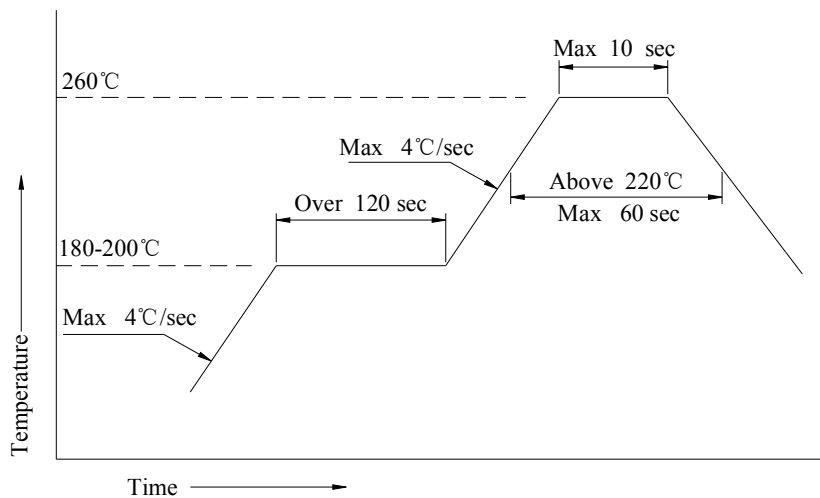 Max 10 sec
260℃
Max 4℃/sec
Above 220℃
Over 120 sec
Max 60 sec
180-200℃
Max 4℃/sec
Temperature
Time